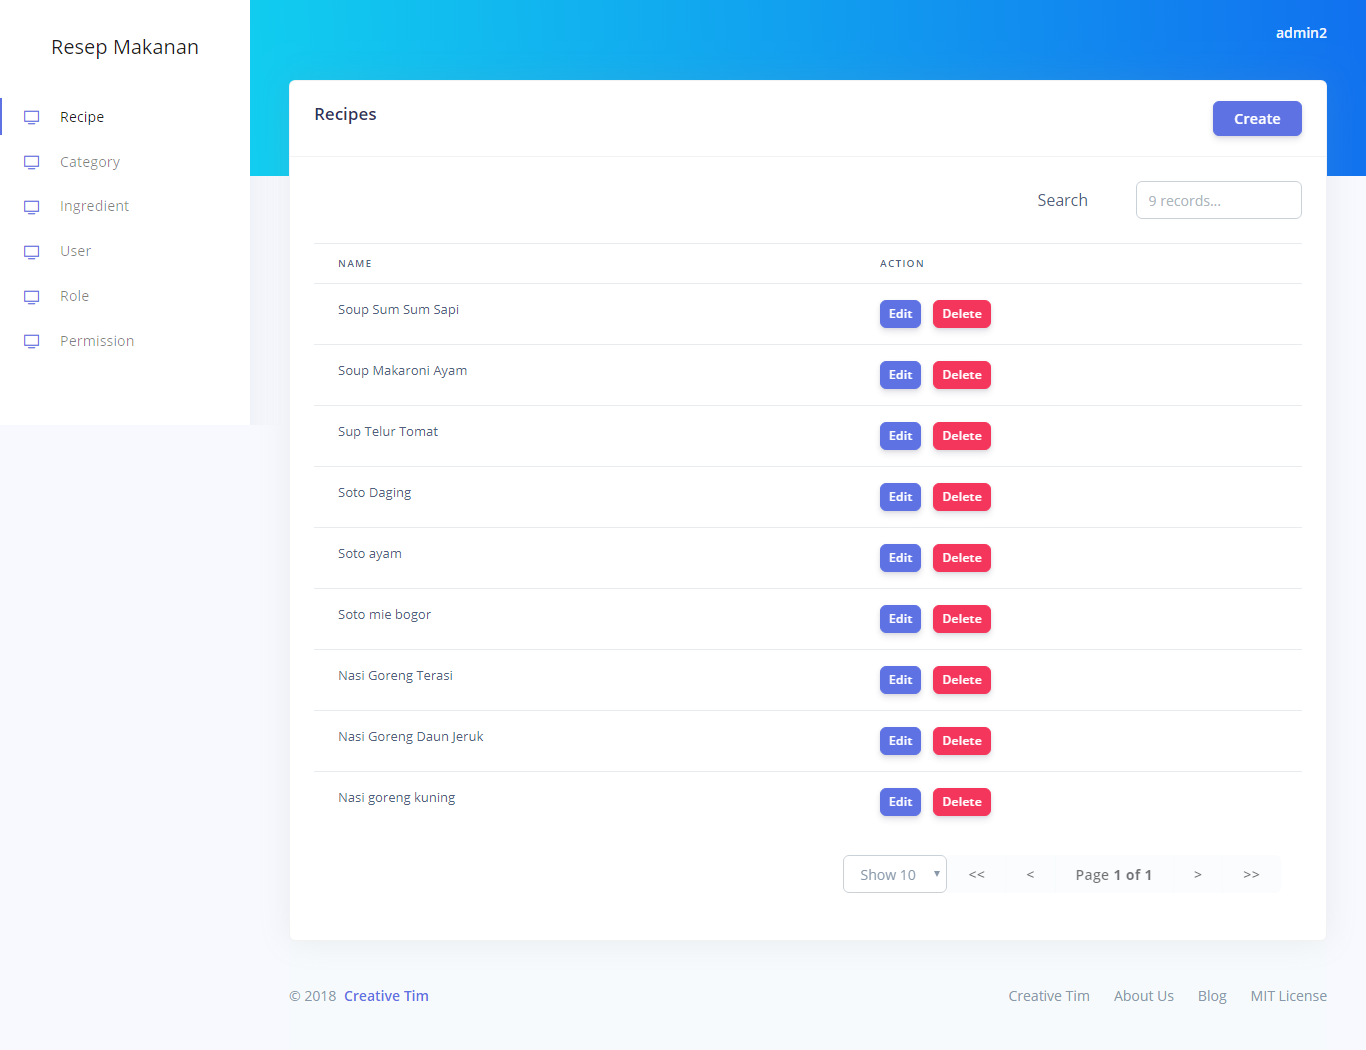 Resep Makanan
admin2
Recipe
Category
Ingredient
User
Role
Permission
Recipes
Create
Search
9 records...
NAME ACTION
Soup Sum Sum Sapi Edit Delete
Soup Makaroni Ayam Edit Delete
Sup Telur Tomat Edit Delete
Soto Daging Edit Delete
Soto ayam Edit Delete
Soto mie bogor Edit Delete
Nasi Goreng Terasi Edit Delete
Nasi Goreng Daun Jeruk Edit Delete
Nasi goreng kuning Edit Delete
Show 10 << < Page 1 of 1 > >>
© 2018 Creative Tim
Creative Tim About Us Blog MIT License